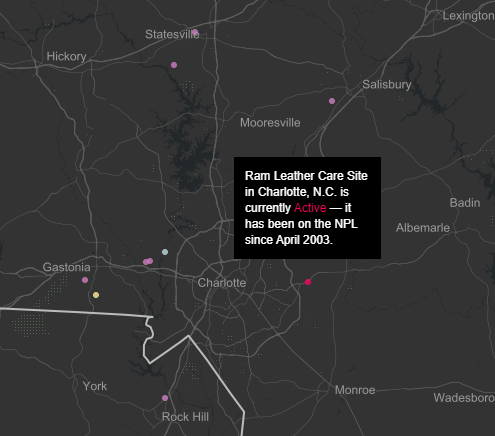 Lexington
Statesville
Hickory
Salisbury
Mooresville
Ram Leather Care Site
in Charlotte, N.C. is
currently Active — it
has been on the NPL
since April 2003.
Badin
Albemarle
Gastonia
Charlotte
York
Monroe
Wadesboro
Rock Hill